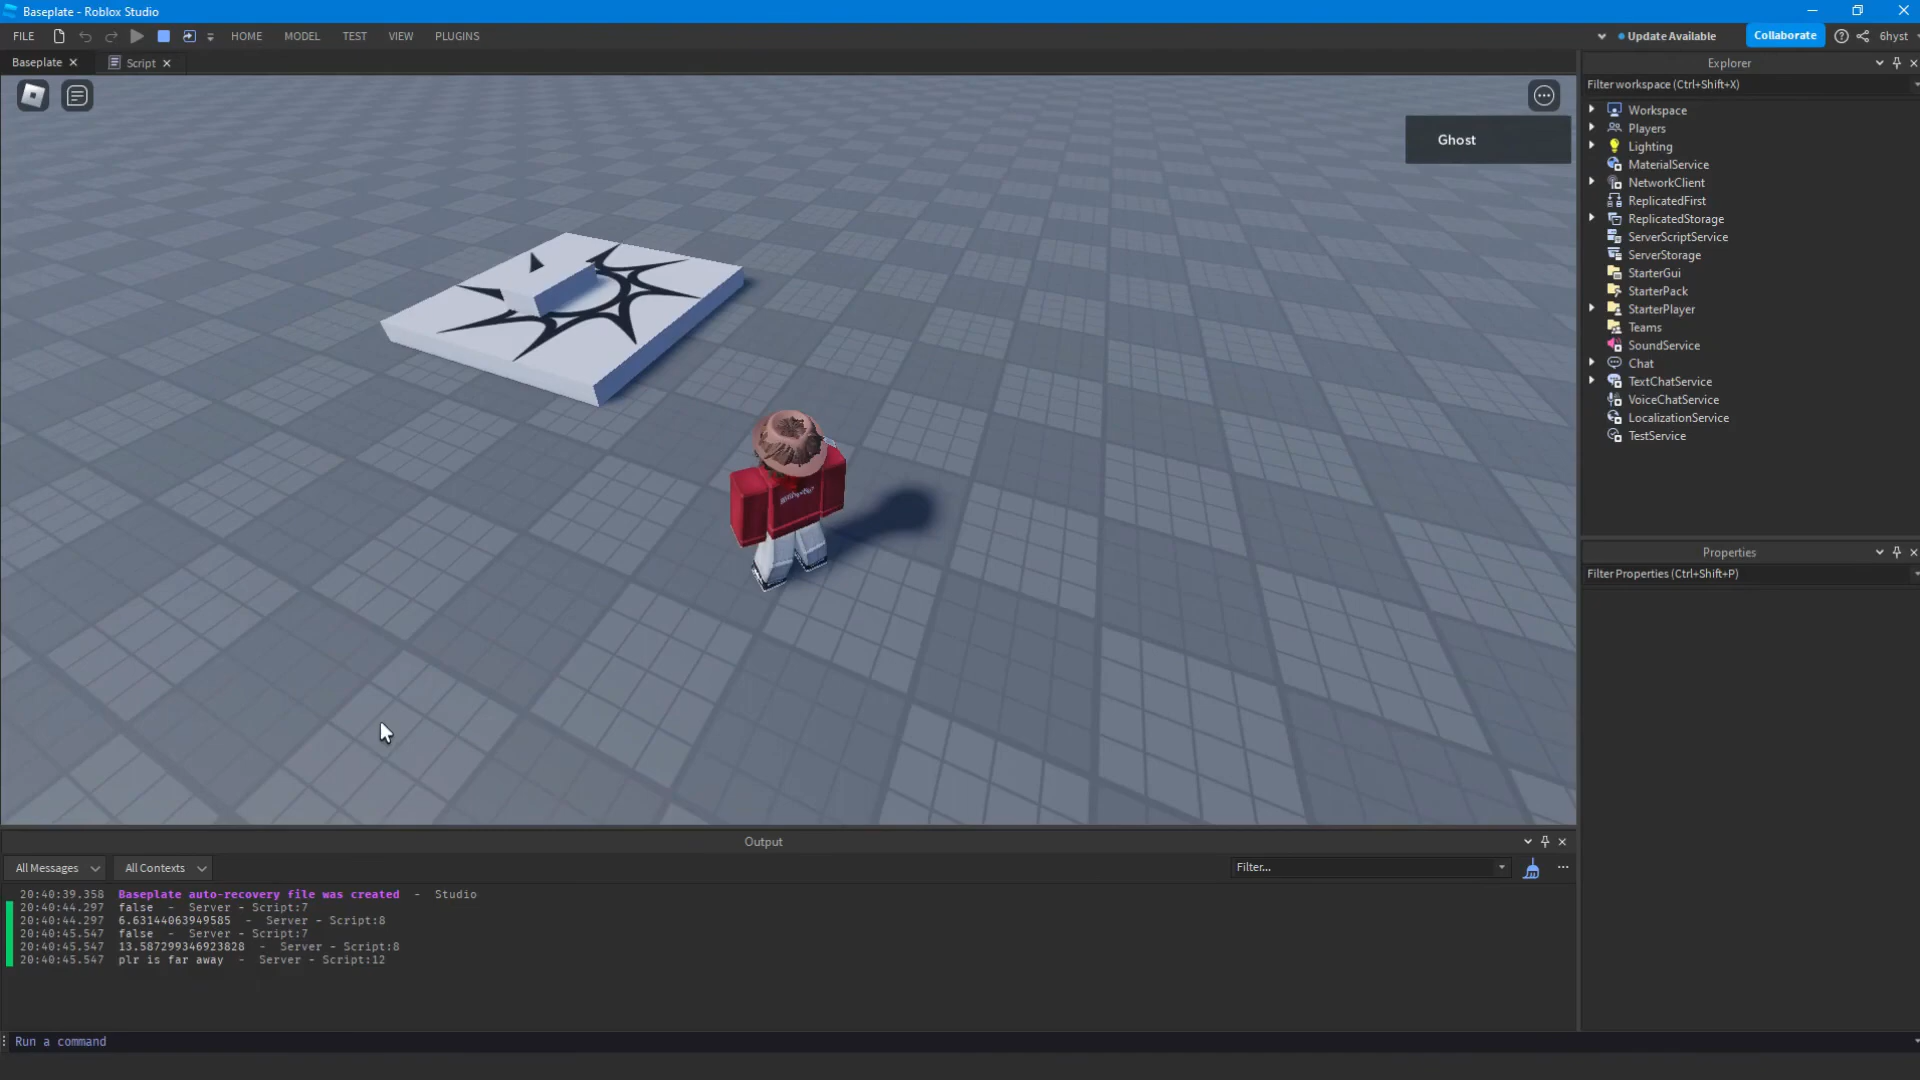 Baseplate - Roblox Studio
FILE HOME MODEL TEST VIEW PLUGINS Update Available Collaborate 6hyst
Baseplate Script
Ghost
Explorer
Filter workspace (Ctrl+Shift+X)
Workspace
Players
Lighting
MaterialService
NetworkClient
ReplicatedFirst
ReplicatedStorage
ServerScriptService
ServerStorage
StarterGui
StarterPack
StarterPlayer
Teams
SoundService
Chat
TextChatService
VoiceChatService
LocalizationService
TestService
Properties
Filter Properties (Ctrl+Shift+P)
Output
All Messages All Contexts Filter...
20:40:39.358 Baseplate auto-recovery file was created - Studio
20:40:44.297 false - Server - Script:7
20:40:44.297 6.63144063949585 - Server - Script:8
20:40:45.547 false - Server - Script:7
20:40:45.547 13.587299346923828 - Server - Script:8
20:40:45.547 plr is far away - Server - Script:12
Run a command